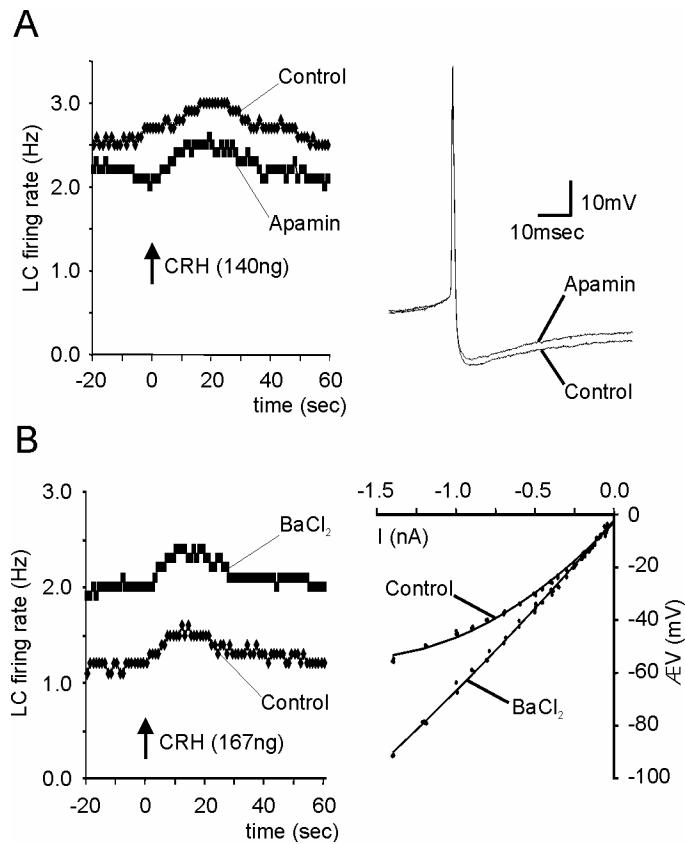 A
LC firing rate (Hz)
3.0
2.0
1.0
0.0
-20
0
20
40
60
time (sec)
Control
Apamin
CRH (140ng)
10mV
10msec
Apamin
Control
B
LC firing rate (Hz)
3.0
2.0
1.0
0.0
-20
0
20
40
60
time (sec)
BaCl₂
Control
CRH (167ng)
-1.5
-1.0
-0.5
0.0
I (nA)
0
-20
-40
-60
-80
-100
ÆV (mV)
Control
BaCl₂